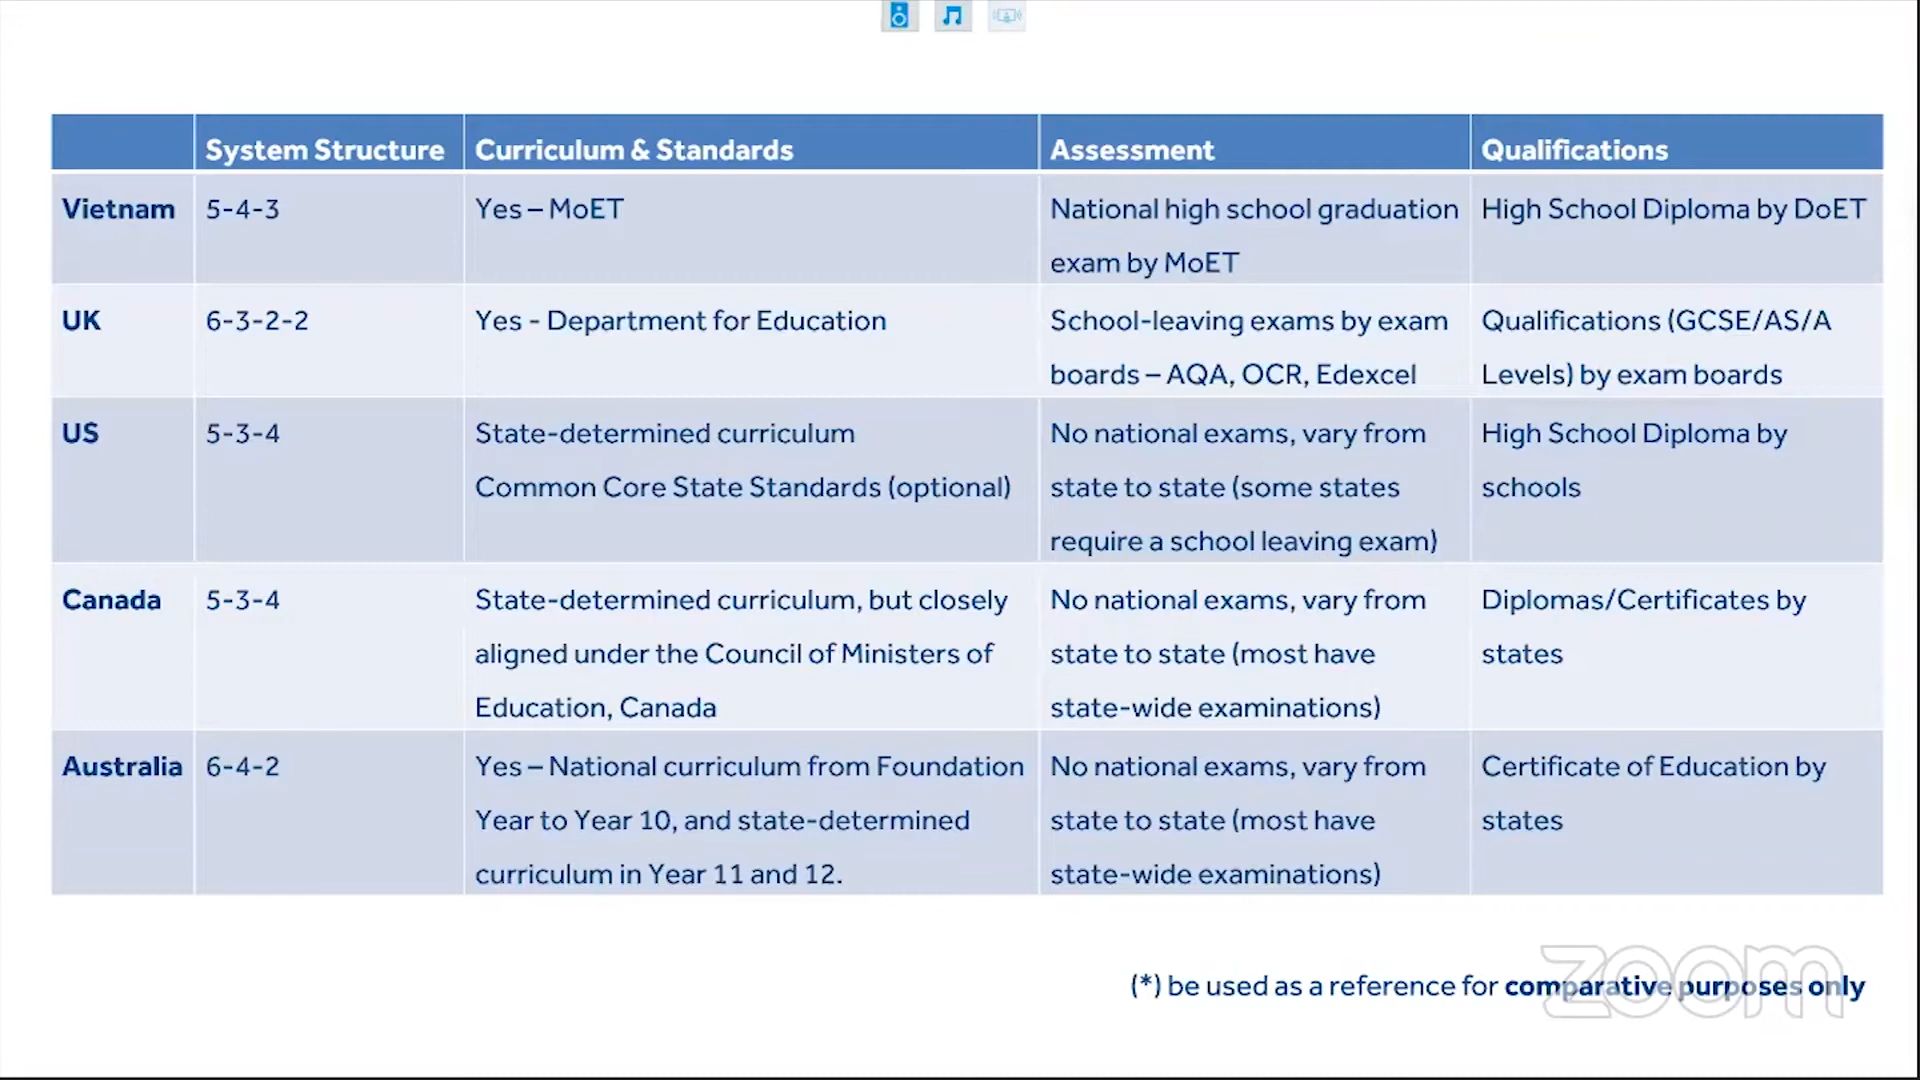 System Structure
Curriculum & Standards
Assessment
Qualifications
Vietnam
5-4-3
Yes – MoET
National high school graduation
exam by MoET
High School Diploma by DoET
UK
6-3-2-2
Yes - Department for Education
School-leaving exams by exam
boards – AQA, OCR, Edexcel
Qualifications (GCSE/AS/A
Levels) by exam boards
US
5-3-4
State-determined curriculum
Common Core State Standards (optional)
No national exams, vary from
state to state (some states
require a school leaving exam)
High School Diploma by
schools
Canada
5-3-4
State-determined curriculum, but closely
aligned under the Council of Ministers of
Education, Canada
No national exams, vary from
state to state (most have
state-wide examinations)
Diplomas/Certificates by
states
Australia
6-4-2
Yes – National curriculum from Foundation
Year to Year 10, and state-determined
curriculum in Year 11 and 12.
No national exams, vary from
state to state (most have
state-wide examinations)
Certificate of Education by
states
(*) be used as a reference for comparative purposes only
zoom